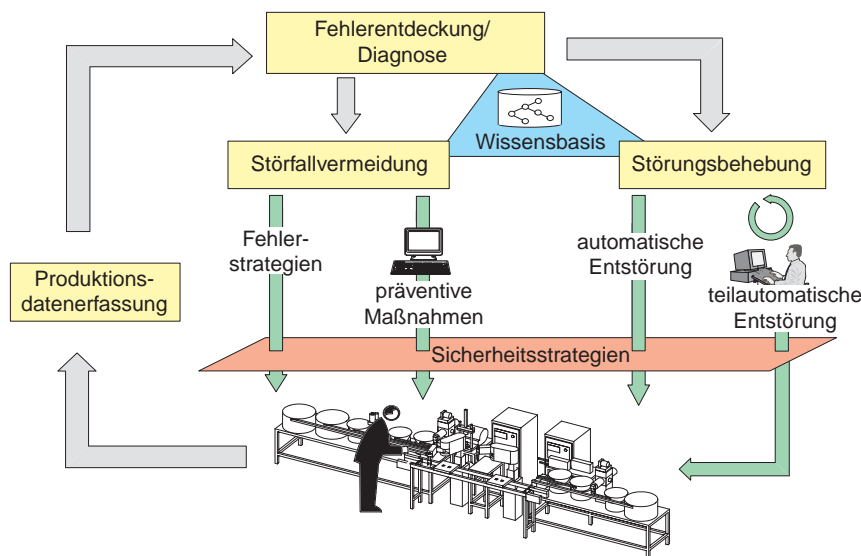 Fehlerentdeckung/
Diagnose
Wissensbasis
Störfallvermeidung
Störungsbehebung
Fehler-
strategien
präventive
Maßnahmen
automatische
Entstörung
teilautomatische
Entstörung
Produktions-
datenerfassung
Sicherheitsstrategien